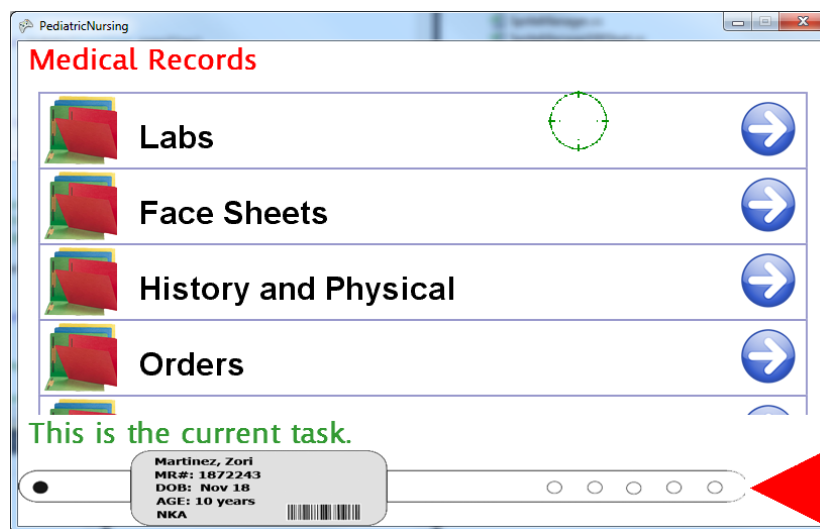 PediatricNursing
Medical Records
Labs
Face Sheets
History and Physical
Orders
This is the current task.
Martinez, Zori
MR#: 1872243
DOB: Nov 18
AGE: 10 years
NKA